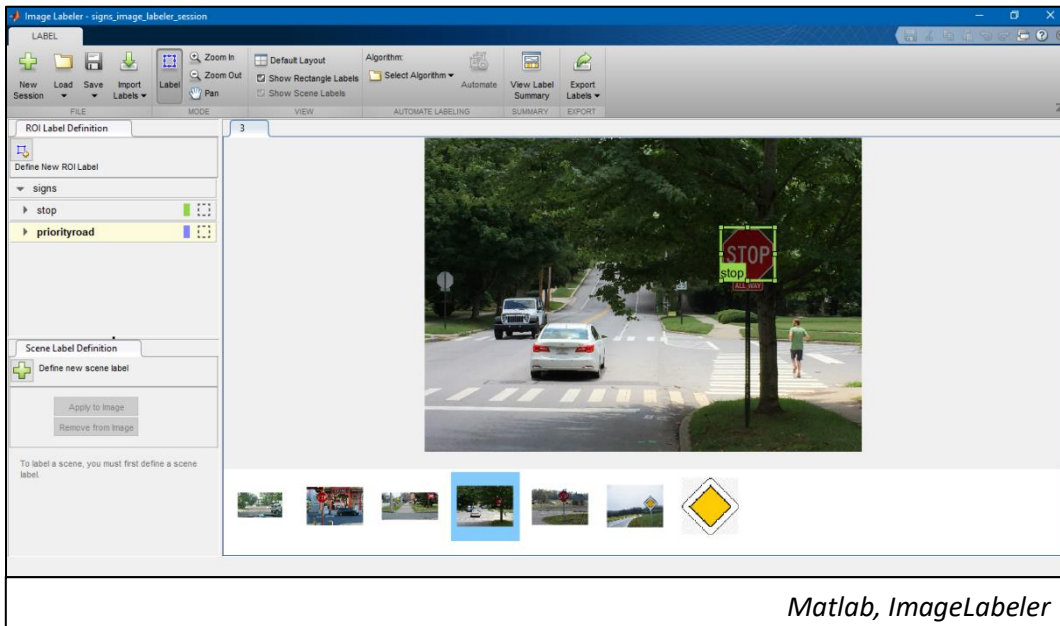 Image Labeler - signs_image_labeler_session
LABEL
New Session
Load
Save
Import Labels
FILE
Label
Zoom In
Zoom Out
Pan
MODE
Default Layout
Show Rectangle Labels
Show Scene Labels
VIEW
Algorithm:
Select Algorithm
Automate
AUTOMATE LABELING
View Label Summary
SUMMARY
Export Labels
EXPORT
ROI Label Definition
Define New ROI Label
signs
stop
priorityroad
Scene Label Definition
Define new scene label
Apply to Image
Remove from Image
To label a scene, you must first define a scene
label.
3
STOP
stop
ALL WAY
Matlab, ImageLabeler